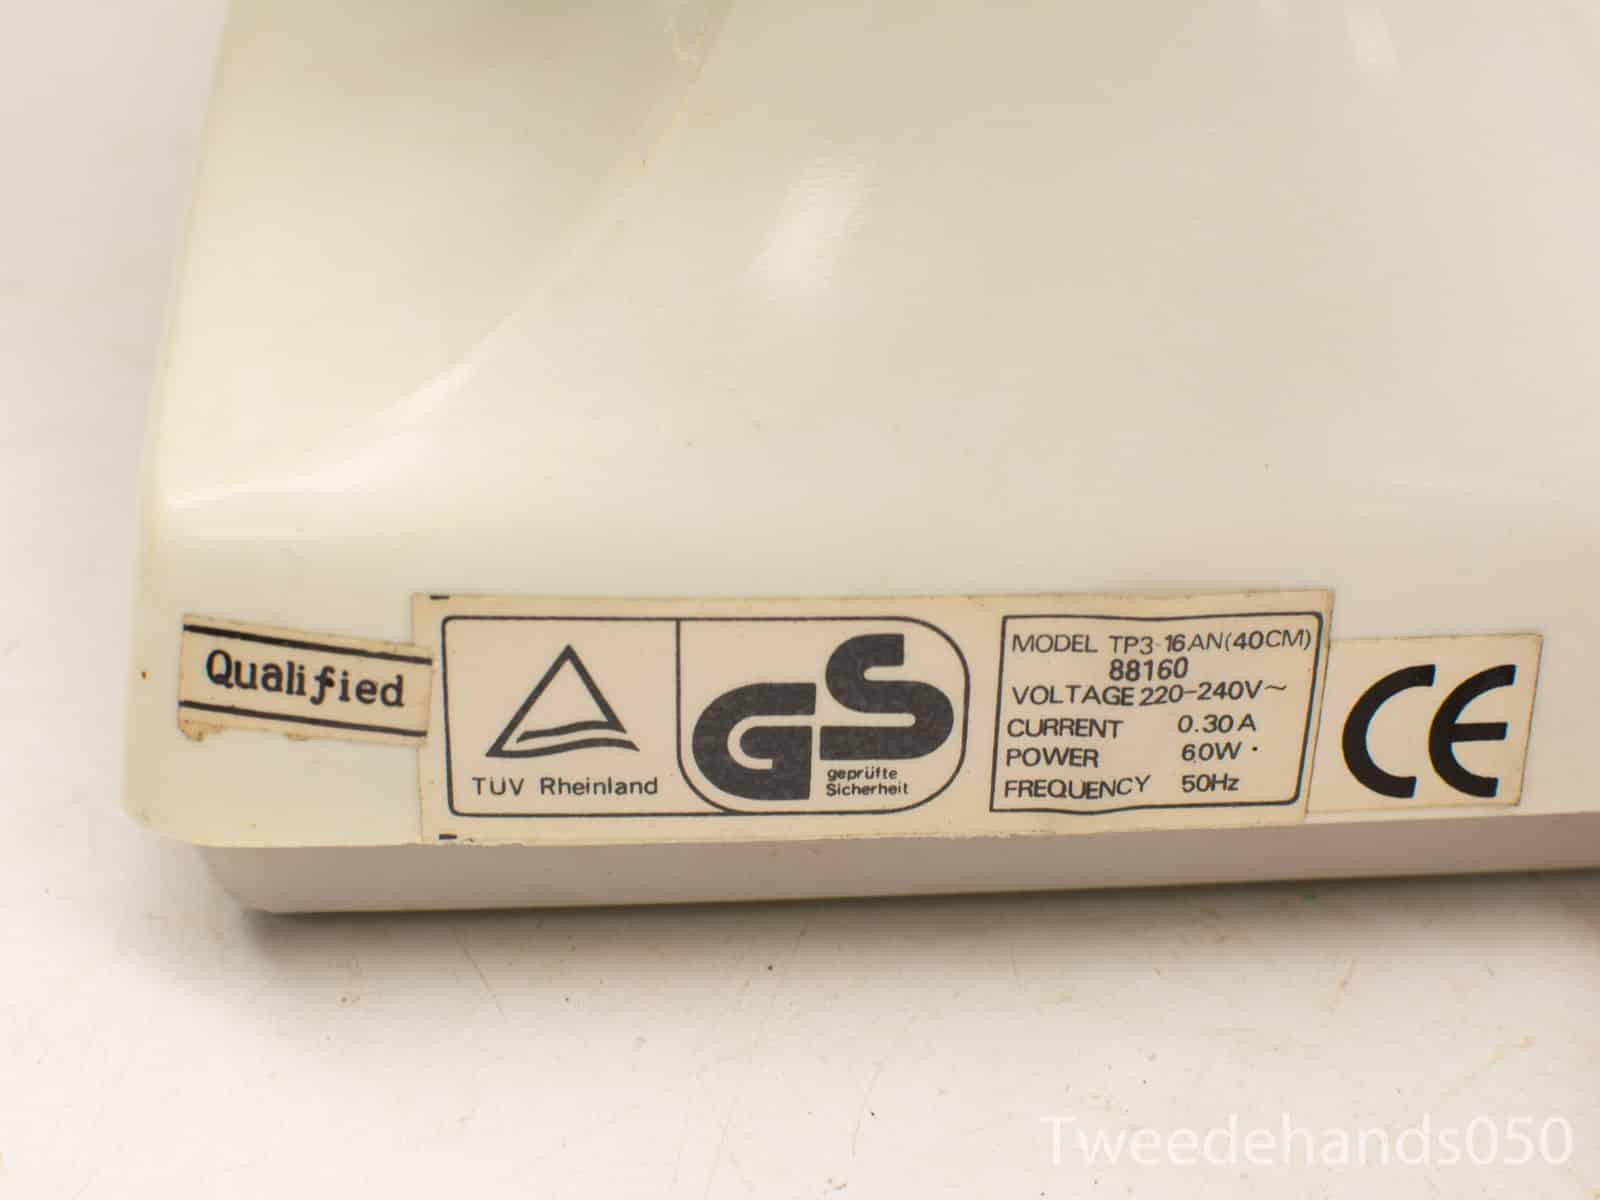 Qualified
TÜV Rheinland
GS
geprüfte
Sicherheit
MODEL TP3-16AN(40CM)
88160
VOLTAGE 220-240V~
CURRENT 0.30A
POWER 60W
FREQUENCY 50Hz
CE
Tweedehands050